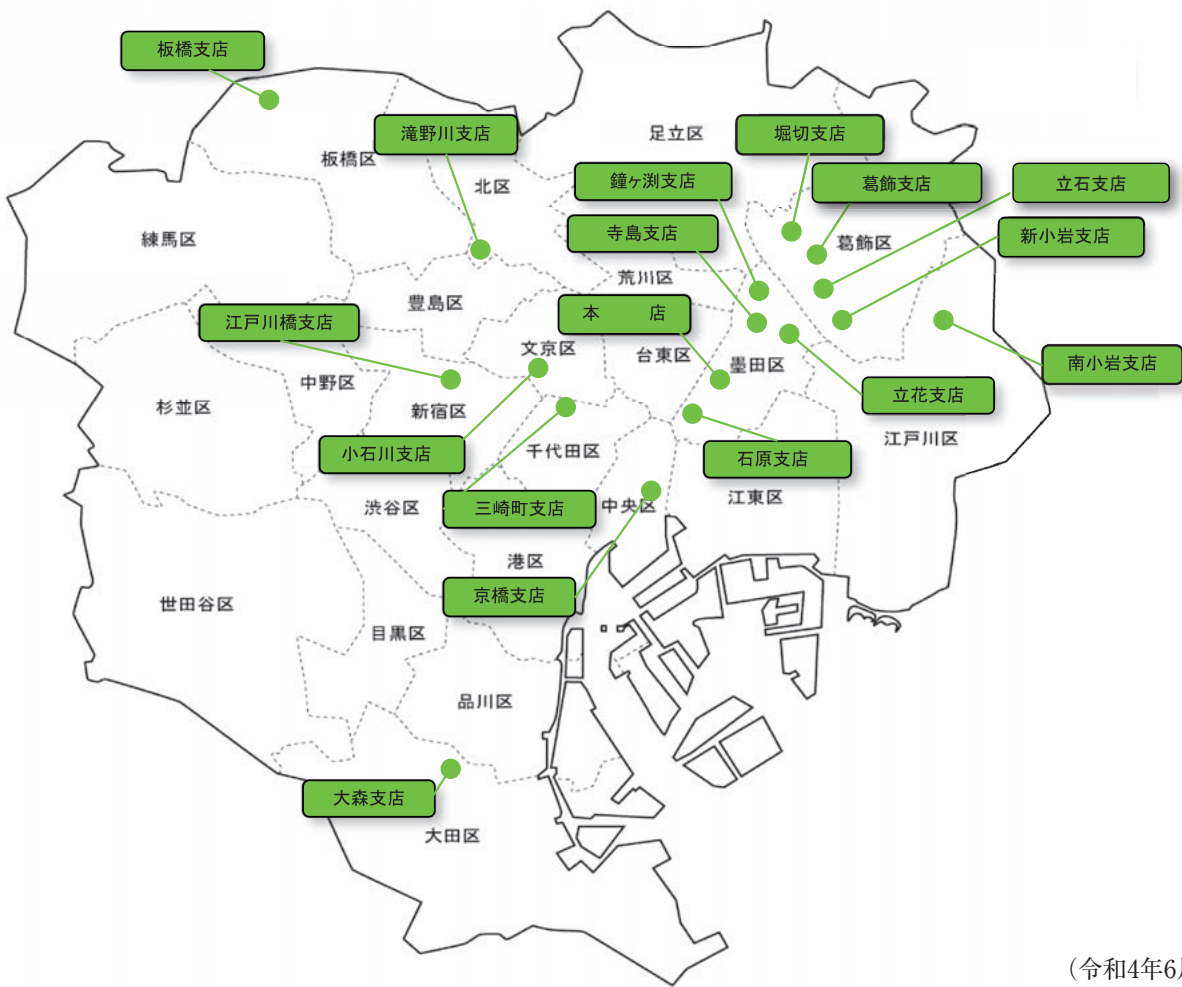 板橋支店
滝野川支店
足立区
堀切支店
板橋区
北区
鐘ヶ渕支店
葛飾支店
立石支店
練馬区
寺島支店
葛飾区
新小岩支店
荒川区
豊島区
江戸川橋支店
本　　店
文京区
台東区
墨田区
南小岩支店
中野区
杉並区
新宿区
立花支店
江戸川区
小石川支店
千代田区
石原支店
渋谷区
三崎町支店
中央区
江東区
港区
京橋支店
世田谷区
目黒区
品川区
大森支店
大田区
（令和4年6